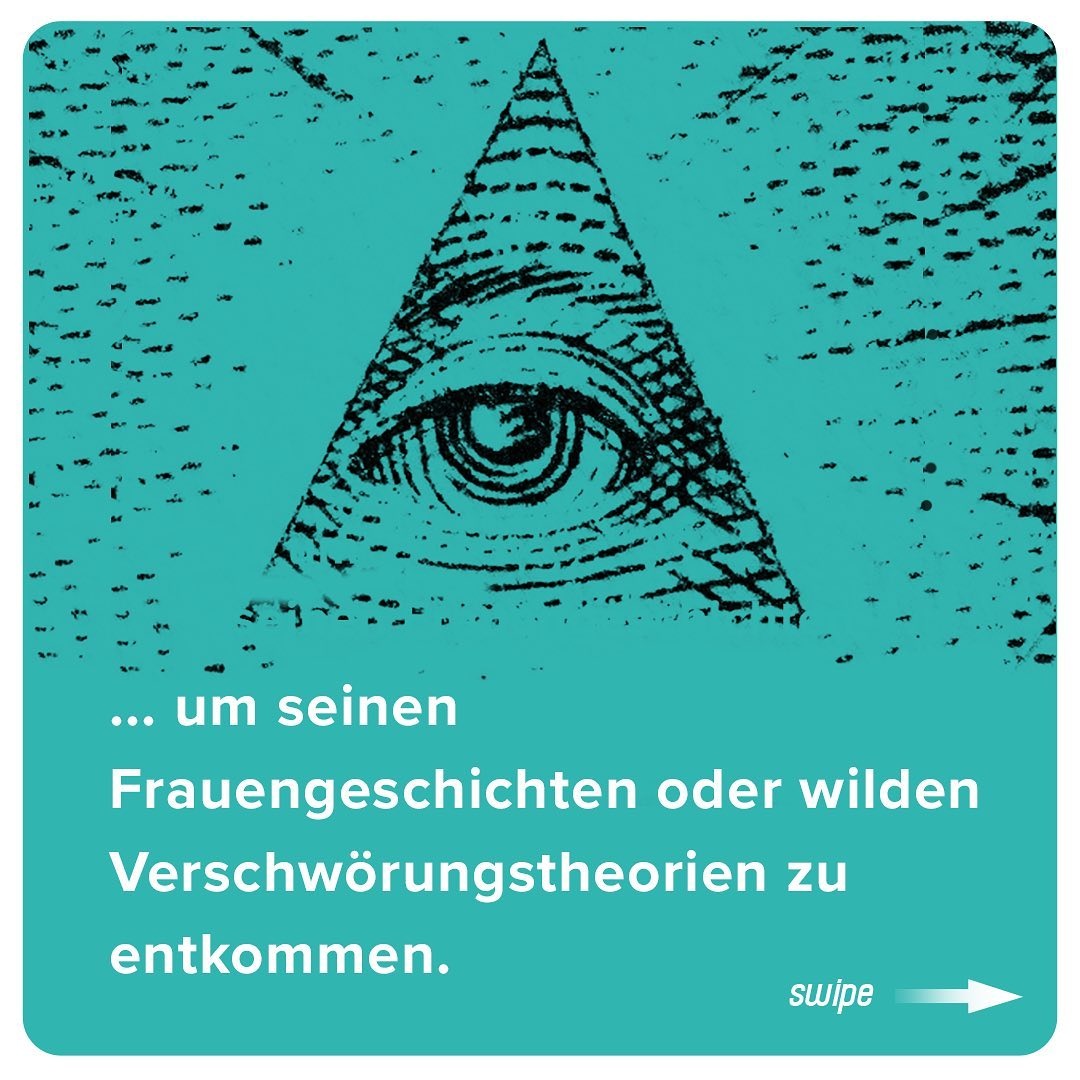 ... um seinen
Frauengeschichten oder wilden
Verschwörungstheorien zu
entkommen.
swipe